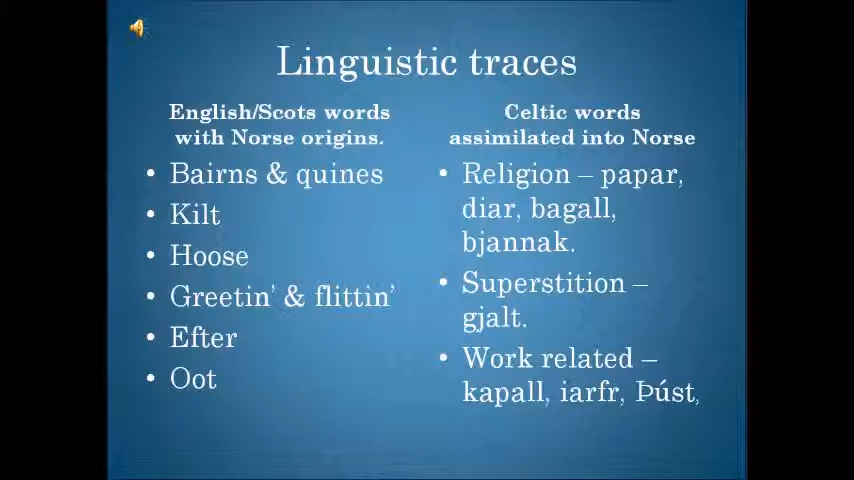 Linguistic traces
English/Scots words
with Norse origins.
• Bairns & quines
• Kilt
• Hoose
• Greetin’ & flittin’
• Efter
• Oot
Celtic words
assimilated into Norse
• Religion – papar,
diar, bagall,
bjannak.
• Superstition –
gjalt.
• Work related –
kapall, iarfr, Þúst,